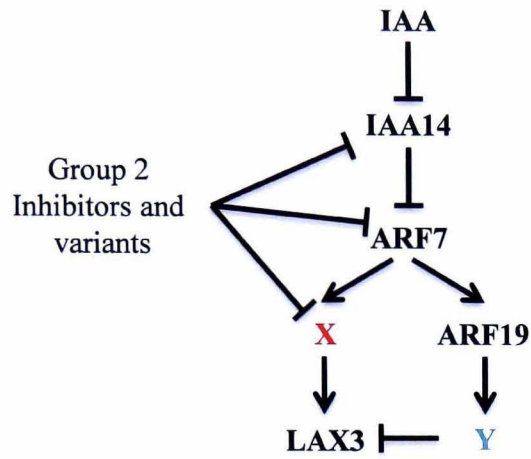 IAA
IAA14
Group 2
Inhibitors and
variants
ARF7
X
ARF19
LAX3
Y